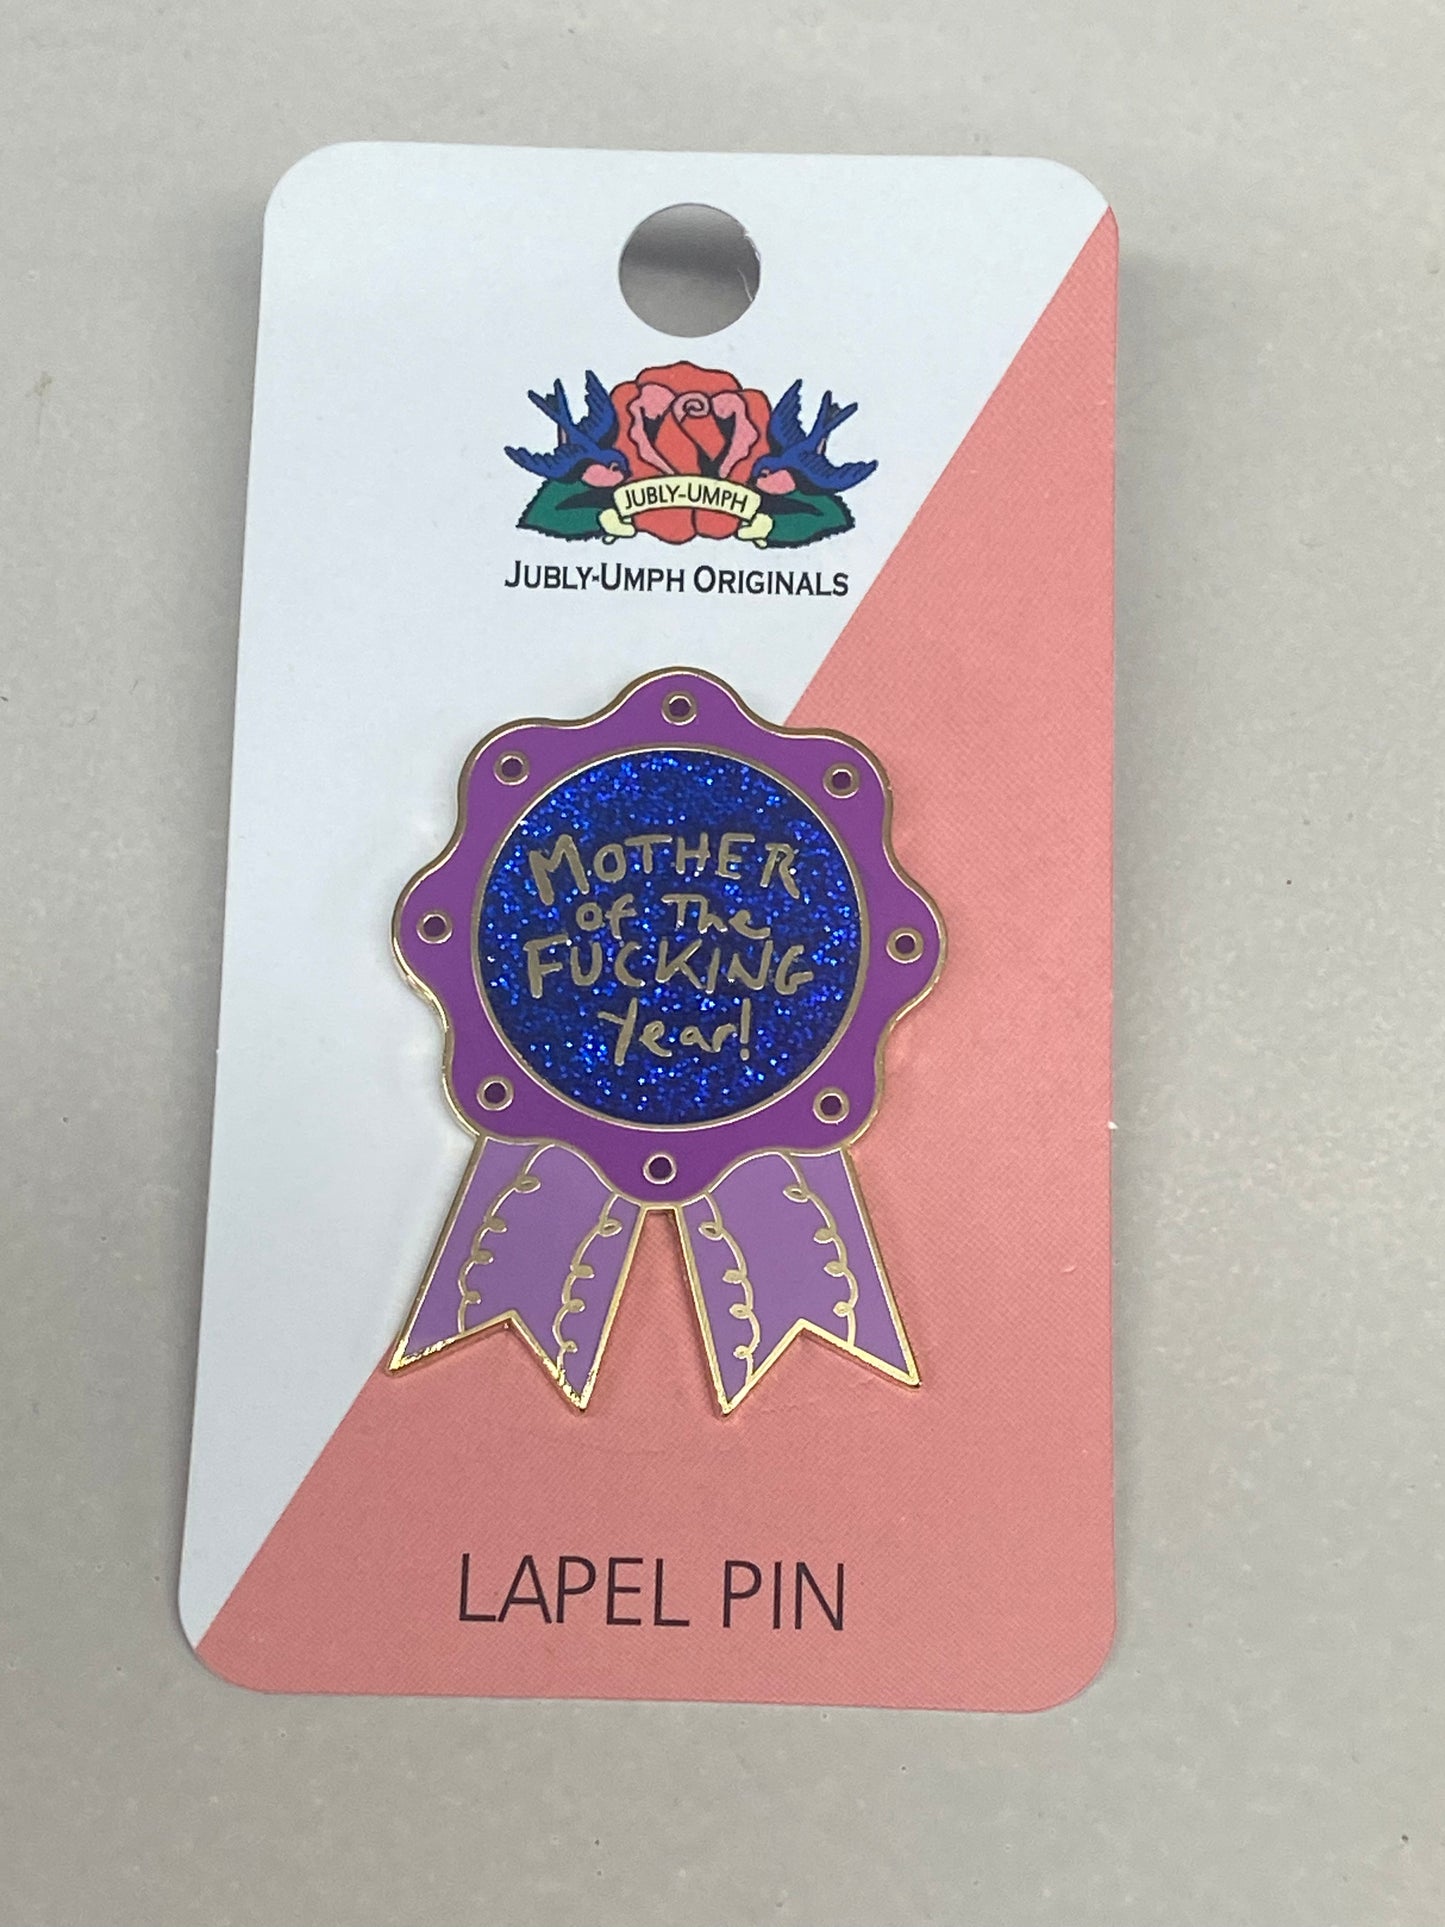 JUBLY-UMPH
JUBLY-UMPH ORIGINALS
MOTHER
of The
FUCKING
Year!
LAPEL PIN